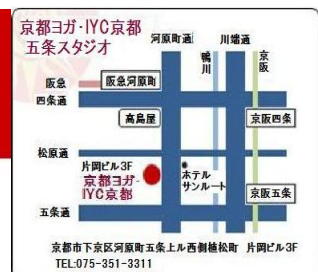 京都ヨガ・IYC京都
五条スタジオ
河原町通
川端通
鴨川
京阪
阪急
阪急河原町
四条通
高島屋
京阪四条
松原通
片岡ビル3F
京都ヨガ・
IYC京都
ホテル
サンルート
京阪五条
五条通
京都市下京区河原町五条上ル西側植松町 片岡ビル3F
TEL:075-351-3311